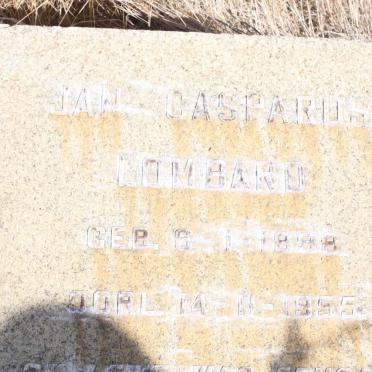 JAN CASPARUS
LOMBARD
GEB. 6-1-1898
OORL. 14-11-1955